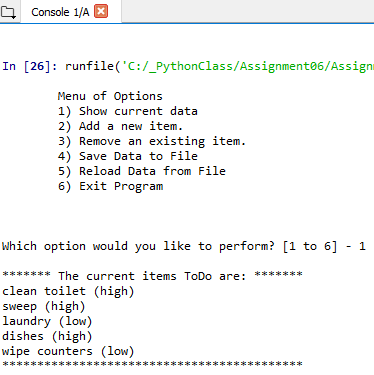 Console 1/A
In [26]: runfile('C:/_PythonClass/Assignment06/Assign
Menu of Options
1) Show current data
2) Add a new item.
3) Remove an existing item.
4) Save Data to File
5) Reload Data from File
6) Exit Program
Which option would you like to perform? [1 to 6] - 1
******* The current items ToDo are: *******
clean toilet (high)
sweep (high)
laundry (low)
dishes (high)
wipe counters (low)
*******************************************